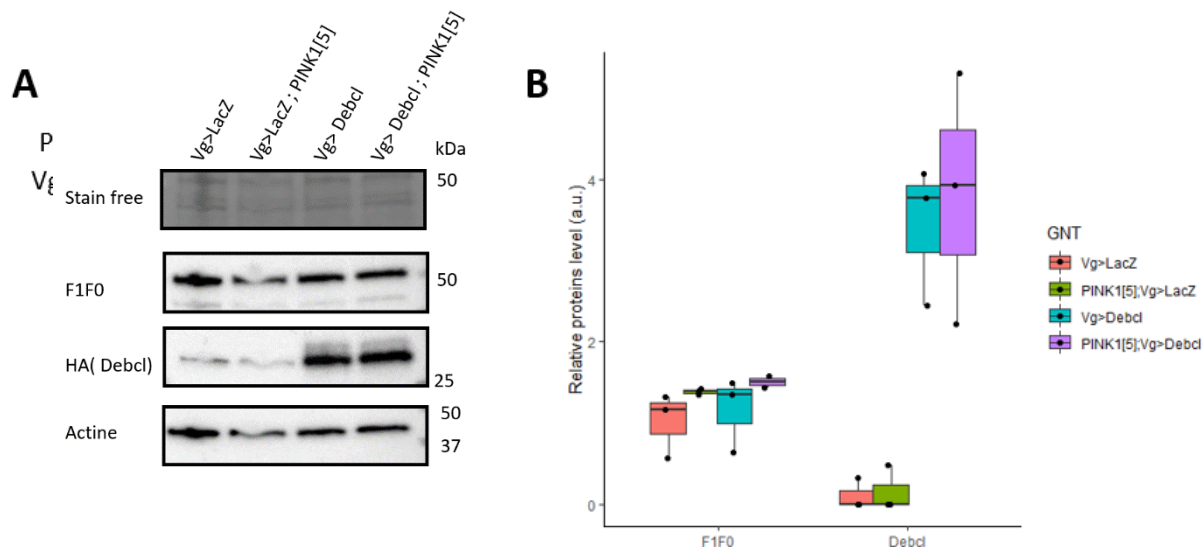 A
Vg>LacZ
Vg>LacZ ; PINK1[5]
Vg> Debcl
Vg> Debcl ; PINK1[5]
kDa
P
Vg
Stain free
50
F1F0
50
HA( Debcl)
25
Actine
50
37
B
Relative proteins level (a.u.)
4
2
0
F1F0
Debcl
GNT
Vg>LacZ
PINK1[5];Vg>LacZ
Vg>Debcl
PINK1[5];Vg>Debcl